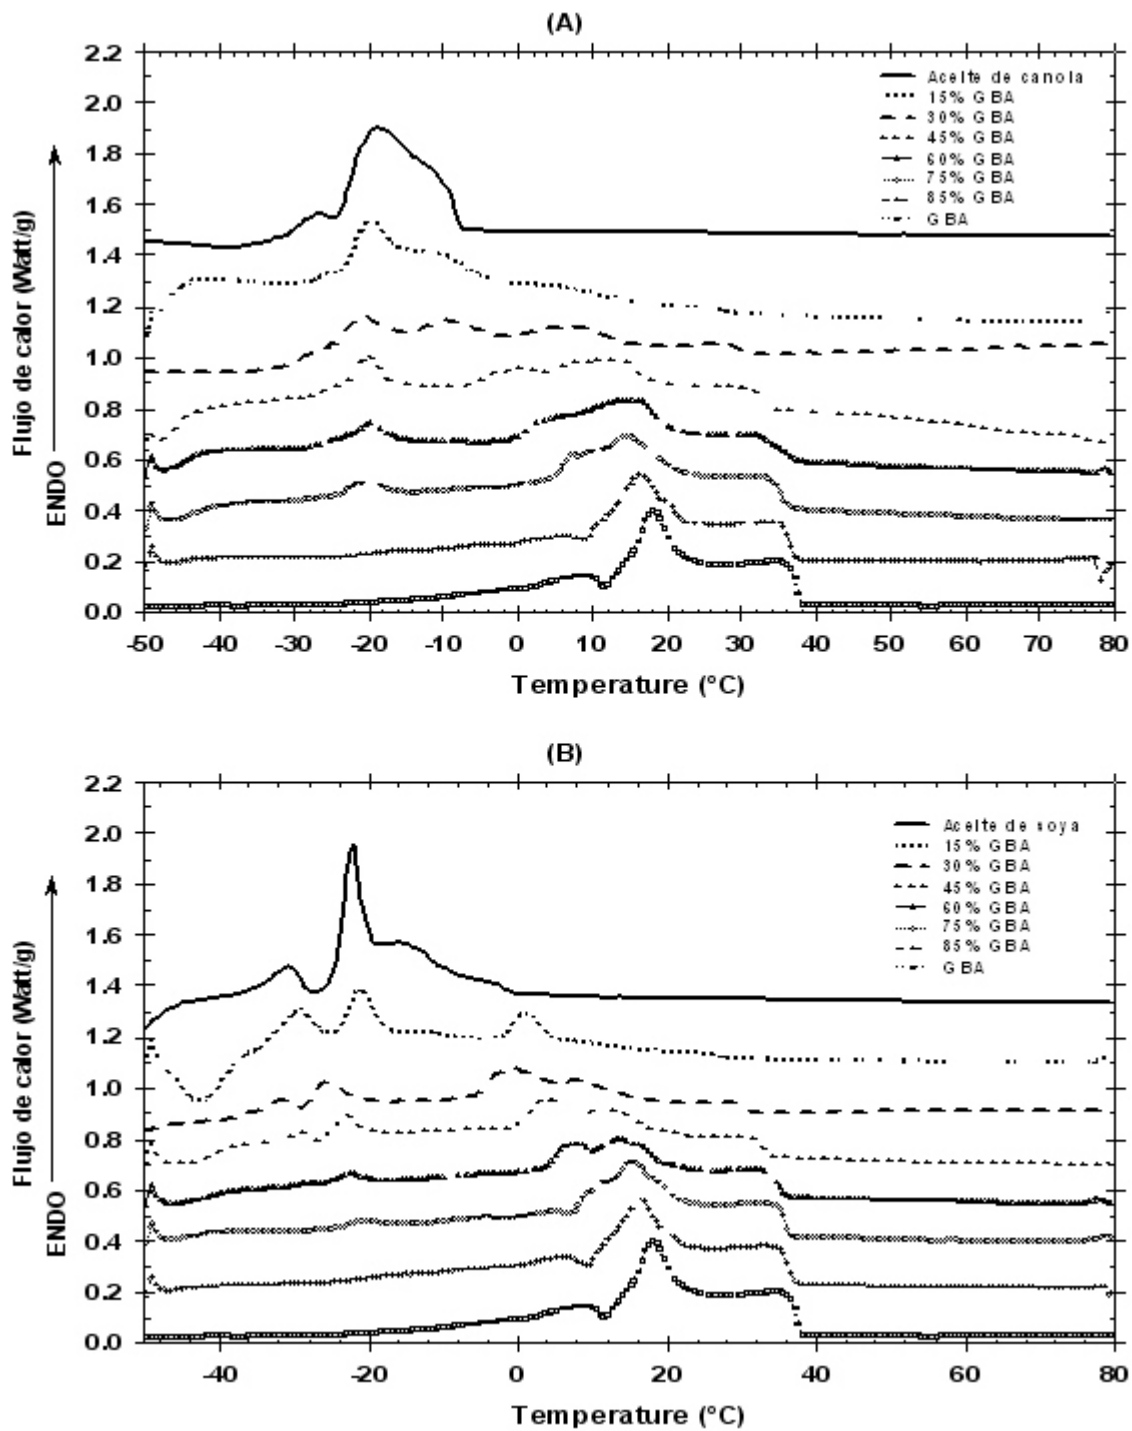 (A)
2.2
2.0
1.8
1.6
1.4
1.2
1.0
0.8
0.6
0.4
0.2
0.0
ENDO
Flujo de calor (Watt/g)
Aceite de canola
15% GBA
30% GBA
45% GBA
60% GBA
75% GBA
85% GBA
GBA
-50 -40 -30 -20 -10 0 10 20 30 40 50 60 70 80
Temperature (°C)
(B)
2.2
2.0
1.8
1.6
1.4
1.2
1.0
0.8
0.6
0.4
0.2
0.0
ENDO
Flujo de calor (Watt/g)
Aceite de soya
15% GBA
30% GBA
45% GBA
60% GBA
75% GBA
85% GBA
GBA
-40 -20 0 20 40 60 80
Temperature (°C)